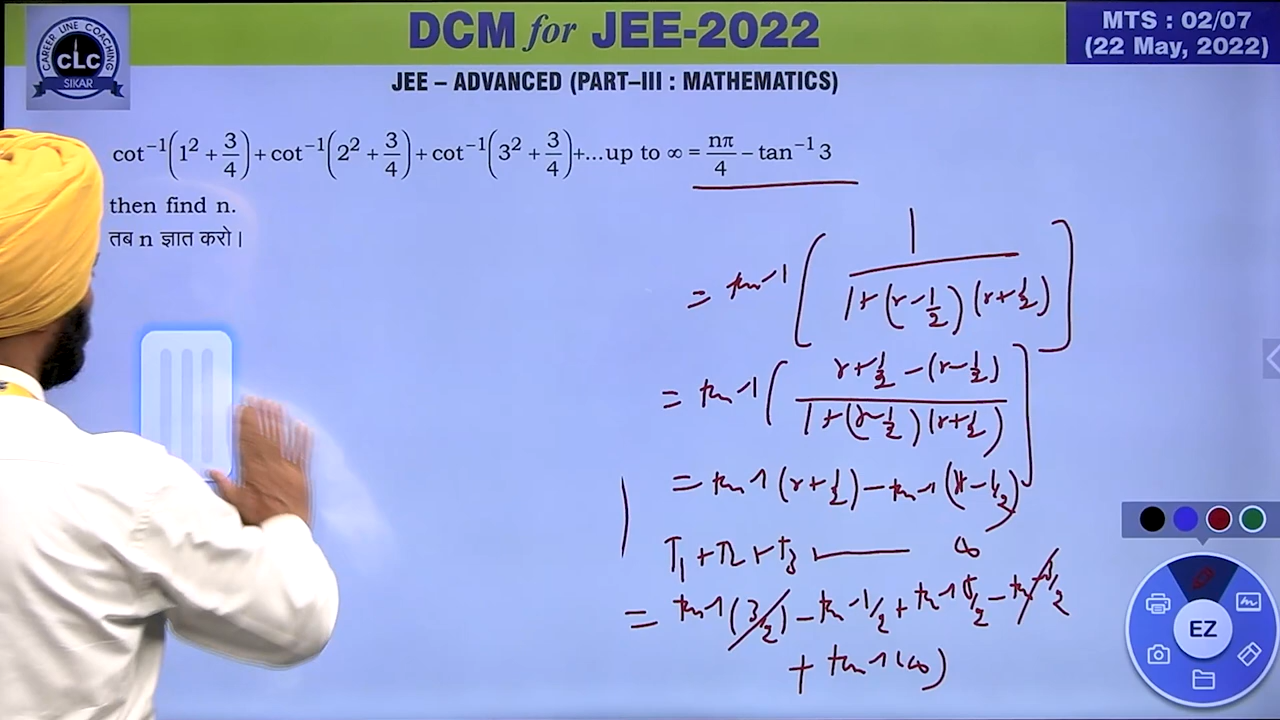 DCM for JEE-2022
MTS : 02/07
(22 May, 2022)
CAREER LINE COACHING
CLC
SIKAR
JEE – ADVANCED (PART–III : MATHEMATICS)
cot⁻¹(1² + 3/4) + cot⁻¹(2² + 3/4) + cot⁻¹(3² + 3/4) +...up to ∞ = nπ/4 – tan⁻¹ 3
then find n.
तब n ज्ञात करो।
= tan⁻¹[1/(1+(r-1/2)(r+1/2))]
= tan⁻¹[(r+1/2-(r-1/2))/(1+(r-1/2)(r+1/2))]
= tan⁻¹(r+1/2) - tan⁻¹(r-1/2)
T₁+T₂+T₃ ——— ∞
= tan⁻¹(3/2) - tan⁻¹1/2 + tan⁻¹5/2 - tan⁻¹3/2
+ tan⁻¹(∞)
EZ